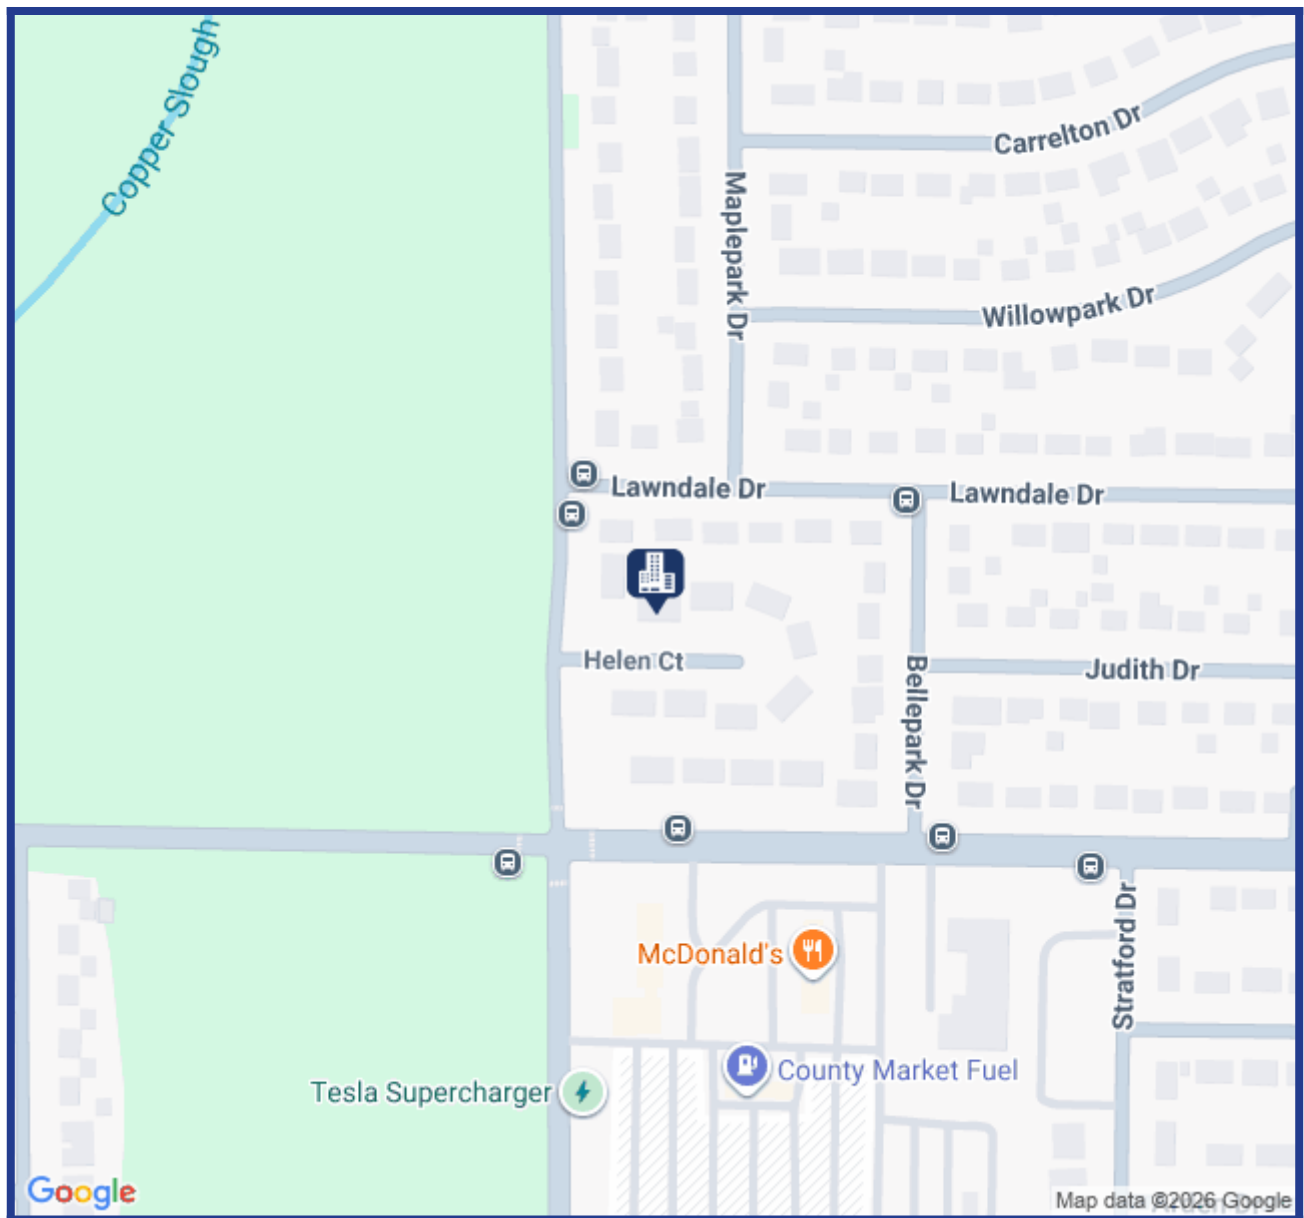 Copper Slough
Carrelton Dr
Maplepark Dr
Willowpark Dr
Lawndale Dr
Lawndale Dr
Helen Ct
Bellepark Dr
Judith Dr
Stratford Dr
McDonald's
County Market Fuel
Tesla Supercharger
Google
Map data ©2026 Google